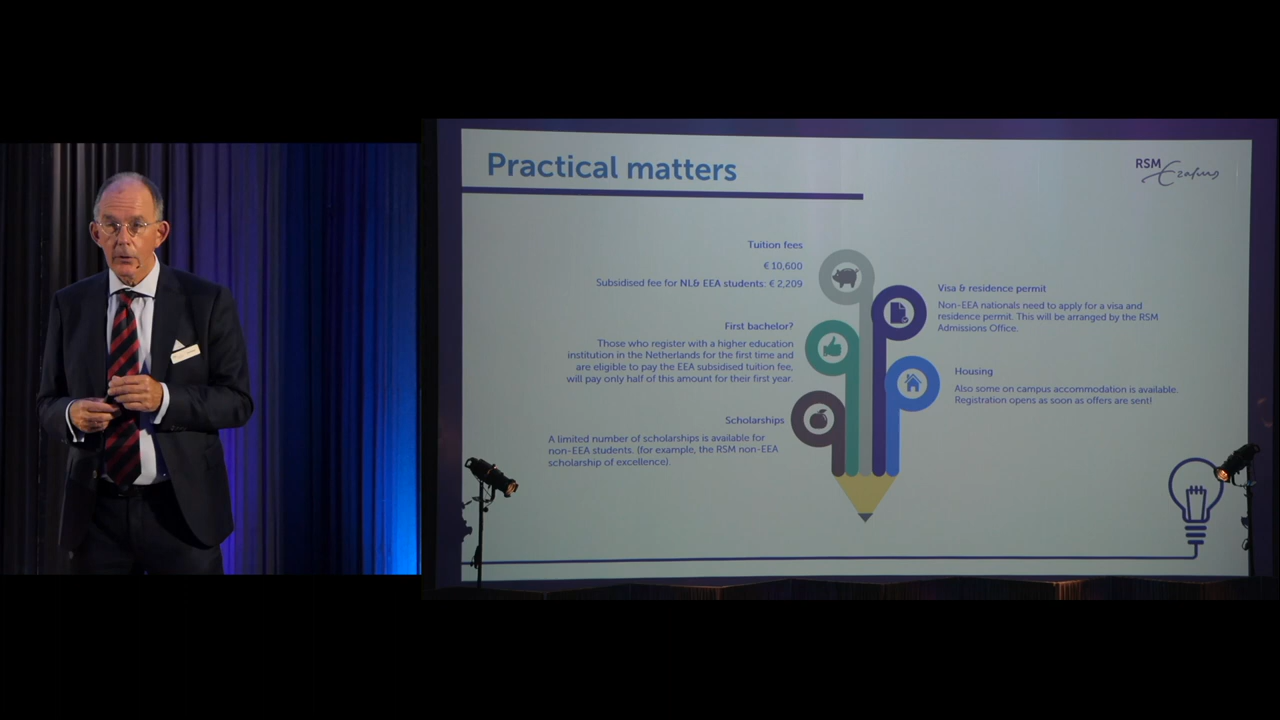 Practical matters
RSM
Erasmus
Tuition fees
€ 10,600
Subsidised fee for NL& EEA students: € 2,209
First bachelor?
Those who register with a higher education
institution in the Netherlands for the first time and
are eligible to pay the EEA subsidised tuition fee,
will pay only half of this amount for their first year.
Scholarships
A limited number of scholarships is available for
non-EEA students. (for example, the RSM non-EEA
scholarship of excellence).
Visa & residence permit
Non-EEA nationals need to apply for a visa and
residence permit. This will be arranged by the RSM
Admissions Office.
Housing
Also some on campus accommodation is available.
Registration opens as soon as offers are sent!